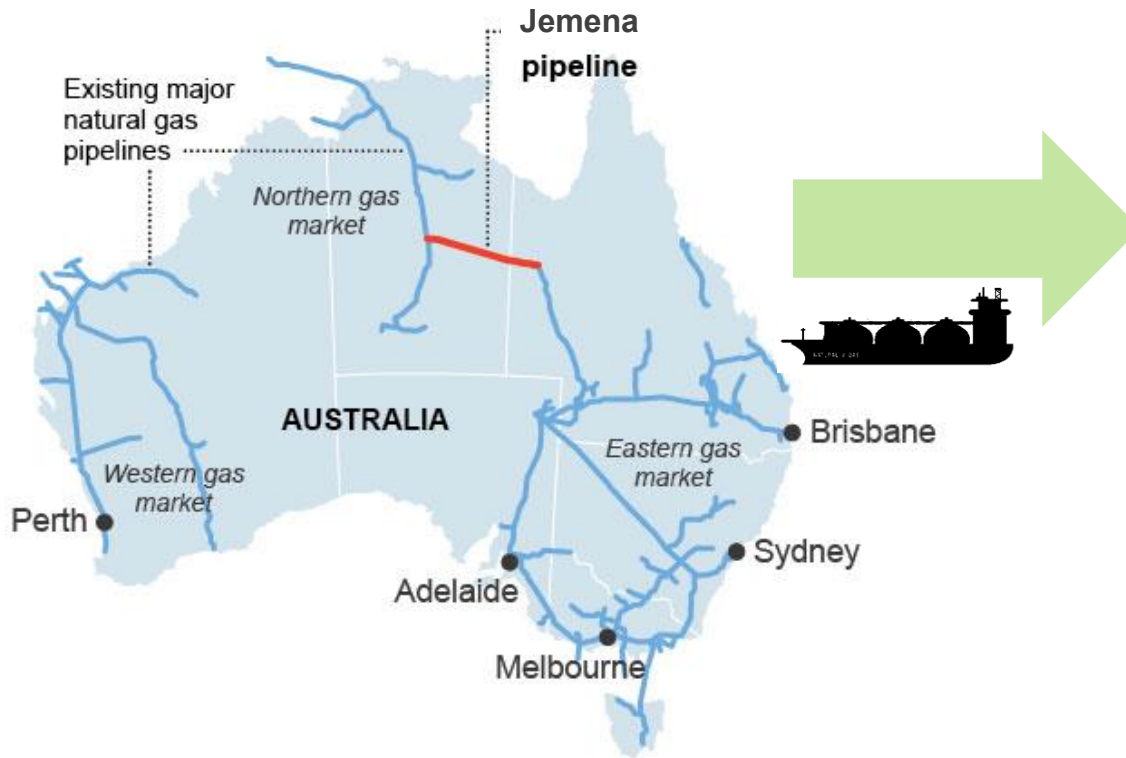 Jemena
pipeline
Existing major
natural gas
pipelines
Northern gas
market
AUSTRALIA
Western gas
market
Eastern gas
market
Brisbane
Perth
Sydney
Adelaide
Melbourne